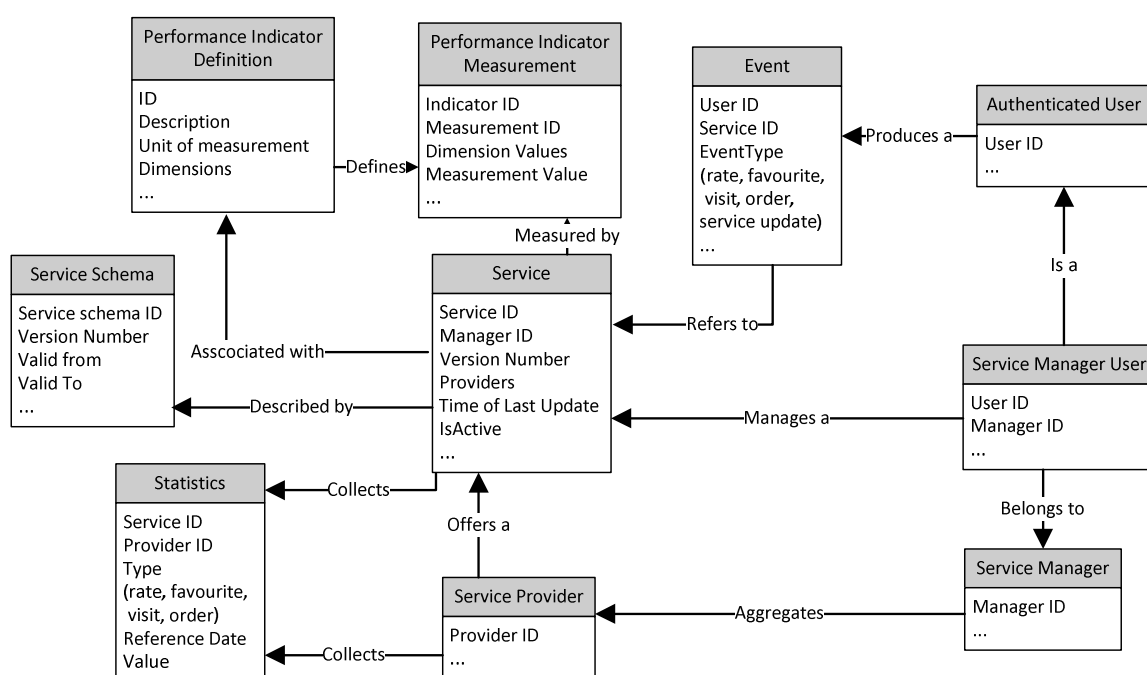 Performance Indicator
Definition
ID
Description
Unit of measurement
Dimensions
...
Defines
Performance Indicator
Measurement
Indicator ID
Measurement ID
Dimension Values
Measurement Value
...
Event
User ID
Service ID
EventType
(rate, favourite,
visit, order,
service update)
...
Produces a
Authenticated User
User ID
...
Measured by
Is a
Service Schema
Service schema ID
Version Number
Valid from
Valid To
...
Asscociated with
Described by
Service
Service ID
Manager ID
Version Number
Providers
Time of Last Update
IsActive
...
Refers to
Manages a
Service Manager User
User ID
Manager ID
...
Statistics
Service ID
Provider ID
Type
(rate, favourite,
visit, order)
Reference Date
Value
Collects
Offers a
Belongs to
Service Provider
Provider ID
...
Collects
Aggregates
Service Manager
Manager ID
...